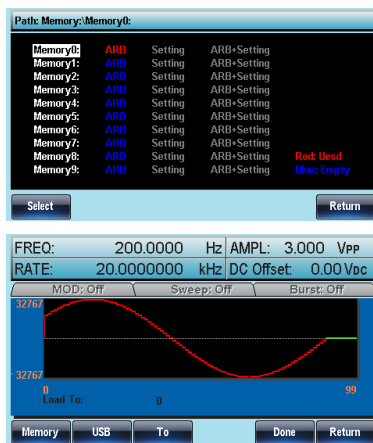 Path: Memory:\Memory0:
Memory0: ARB Setting ARB+Setting
Memory1: ARB Setting ARB+Setting
Memory2: ARB Setting ARB+Setting
Memory3: ARB Setting ARB+Setting
Memory4: ARB Setting ARB+Setting
Memory5: ARB Setting ARB+Setting
Memory6: ARB Setting ARB+Setting
Memory7: ARB Setting ARB+Setting
Memory8: ARB Setting ARB+Setting Red: Uesd
Memory9: ARB Setting ARB+Setting Blue: Empty
Select Return
FREQ: 200.0000 Hz AMPL: 3.000 VPP
RATE: 20.0000000 kHz DC Offset: 0.00 VDC
MOD: Off Sweep: Off Burst: Off
32767
32767
0 99
Load To: 0
Memory USB To Done Return